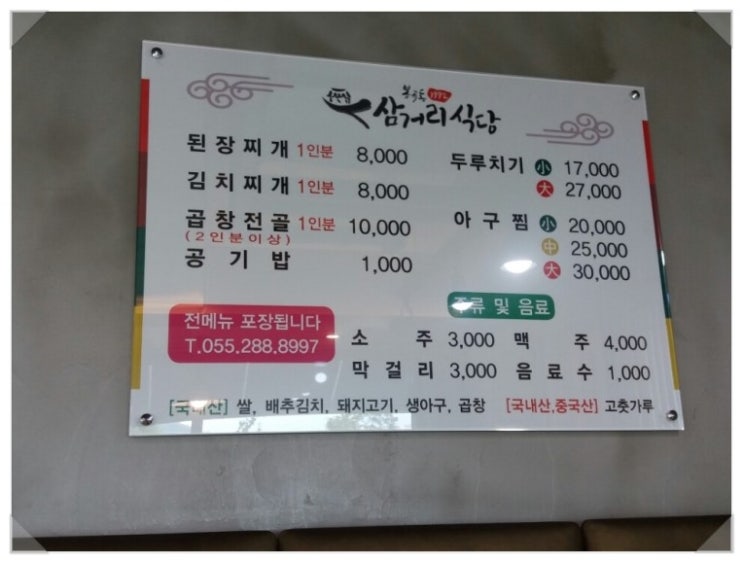 삼거리식당
된장찌개 1인분 8,000
김치찌개 1인분 8,000
곱창전골 1인분 10,000
(2인분이상)
공기밥 1,000
두루치기 小 17,000
大 27,000
아구찜 小 20,000
中 25,000
大 30,000
주류 및 음료
소주 3,000 맥주 4,000
막걸리 3,000 음료수 1,000
전메뉴 포장됩니다
T.055.288.8997
[국내산] 쌀, 배추김치, 돼지고기, 생아구, 곱창 [국내산,중국산] 고춧가루